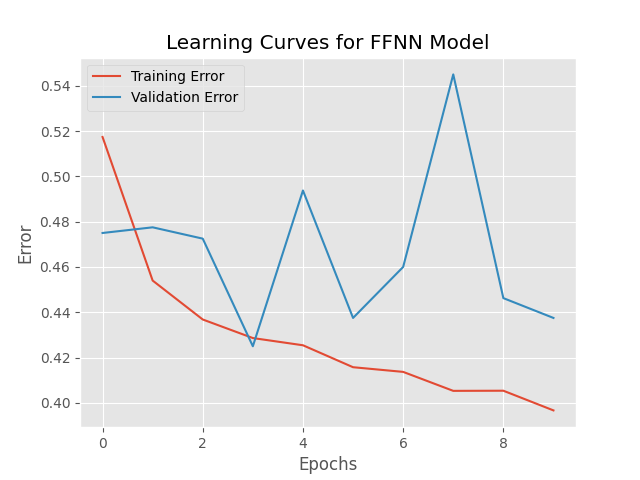 Learning Curves for FFNN Model
Training Error
Validation Error
0.54
0.52
0.50
0.48
0.46
0.44
0.42
0.40
Error
0 2 4 6 8
Epochs